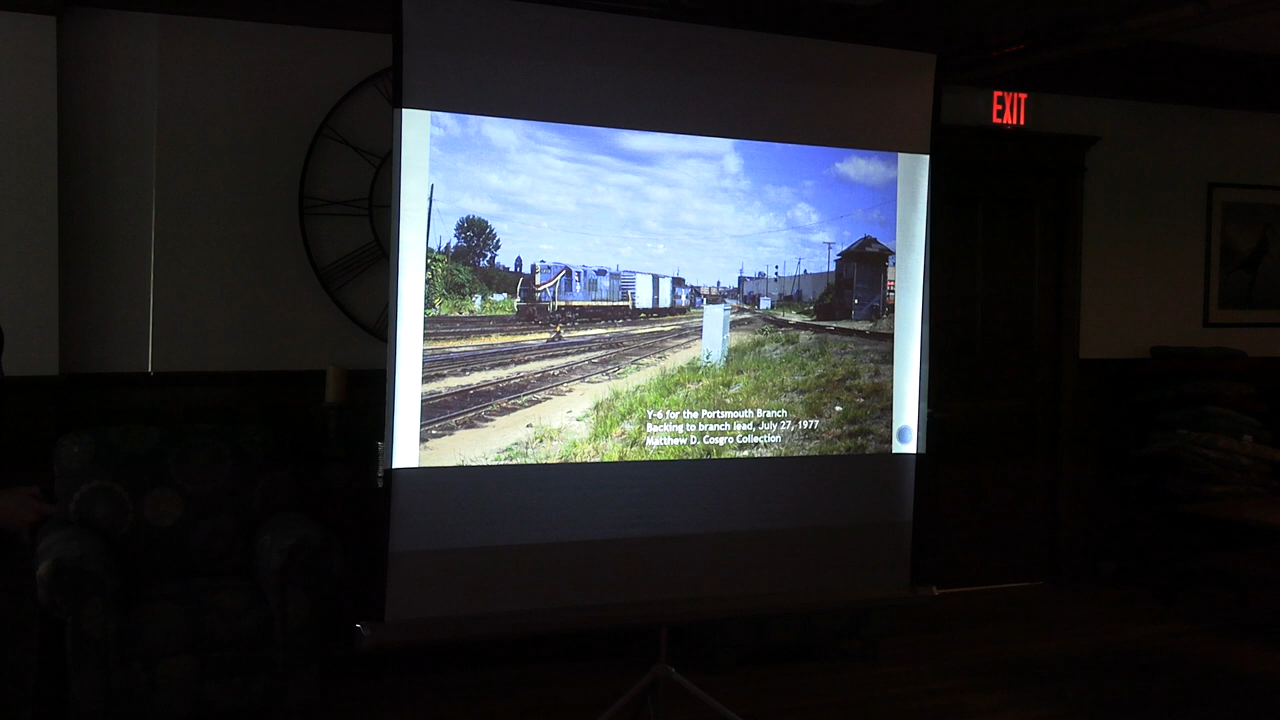 EXIT
Y-6 for the Portsmouth Branch
Backing to branch lead, July 27, 1977
Matthew D. Cosgro Collection